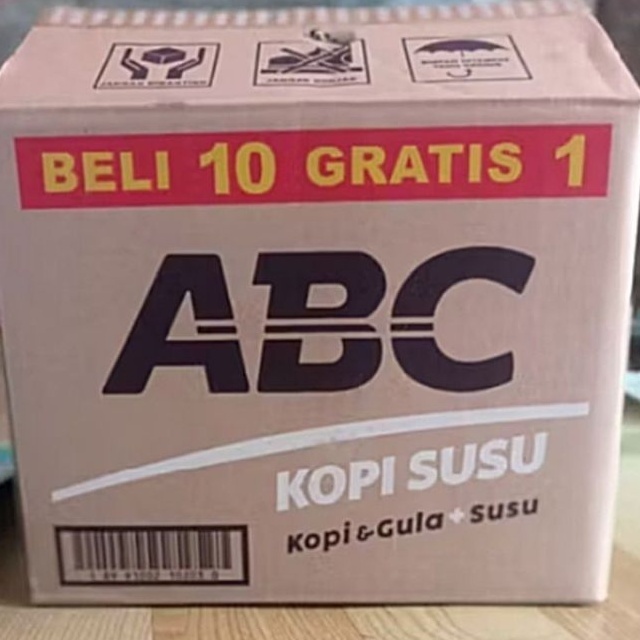 BELI 10 GRATIS 1
ABC
KOPI SUSU
Kopi & Gula + Susu